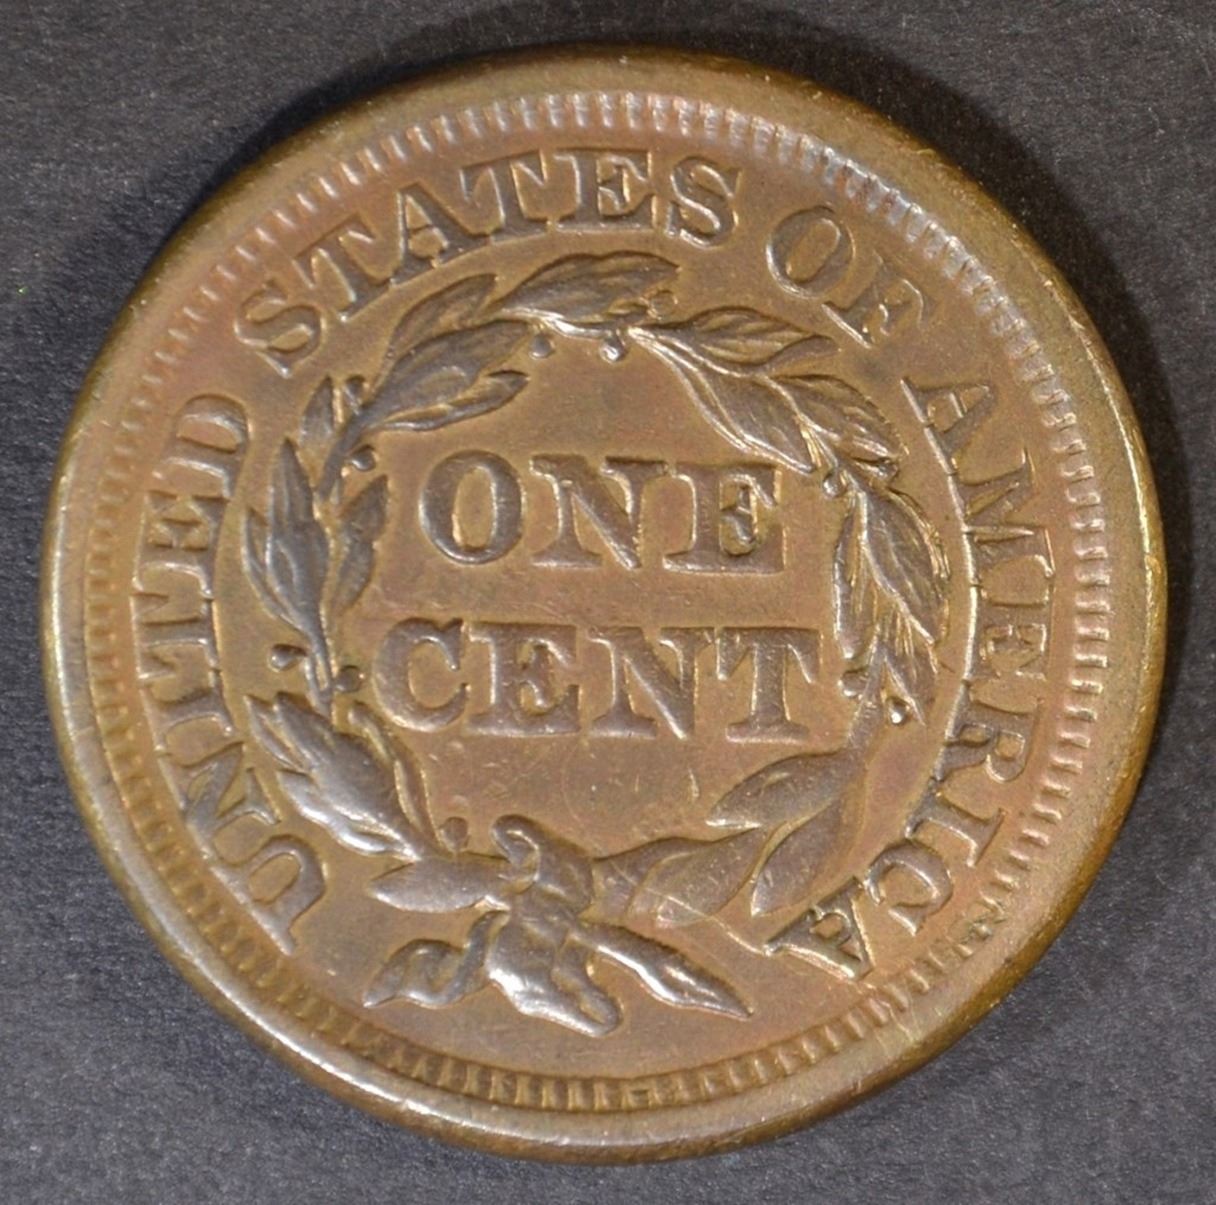 UNITED STATES OF AMERICA
ONE
CENT